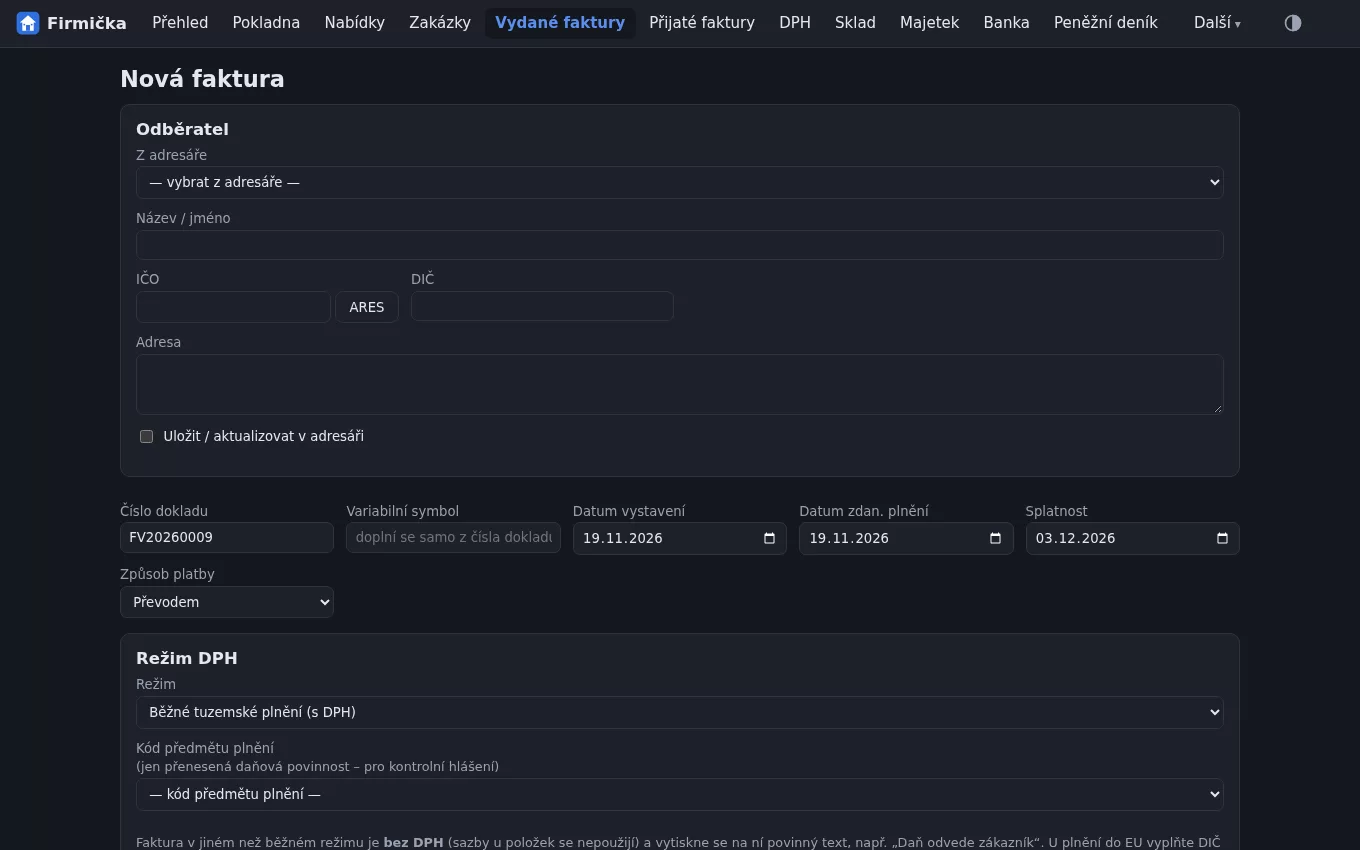 Firmička Přehled Pokladna Nabídky Zakázky Vydané faktury Přijaté faktury DPH Sklad Majetek Banka Peněžní deník Další ▾
Nová faktura
Odběratel
Z adresáře
— vybrat z adresáře —
Název / jméno
IČO DIČ
ARES
Adresa
Uložit / aktualizovat v adresáři
Číslo dokladu Variabilní symbol Datum vystavení Datum zdan. plnění Splatnost
FV20260009 doplní se samo z čísla dokladu 19.11.2026 19.11.2026 03.12.2026
Způsob platby
Převodem
Režim DPH
Režim
Běžné tuzemské plnění (s DPH)
Kód předmětu plnění
(jen přenesená daňová povinnost – pro kontrolní hlášení)
— kód předmětu plnění —
Faktura v jiném než běžném režimu je bez DPH (sazby u položek se nepoužijí) a vytiskne se na ní povinný text, např. „Daň odvede zákazník“. U plnění do EU vyplňte DIČ